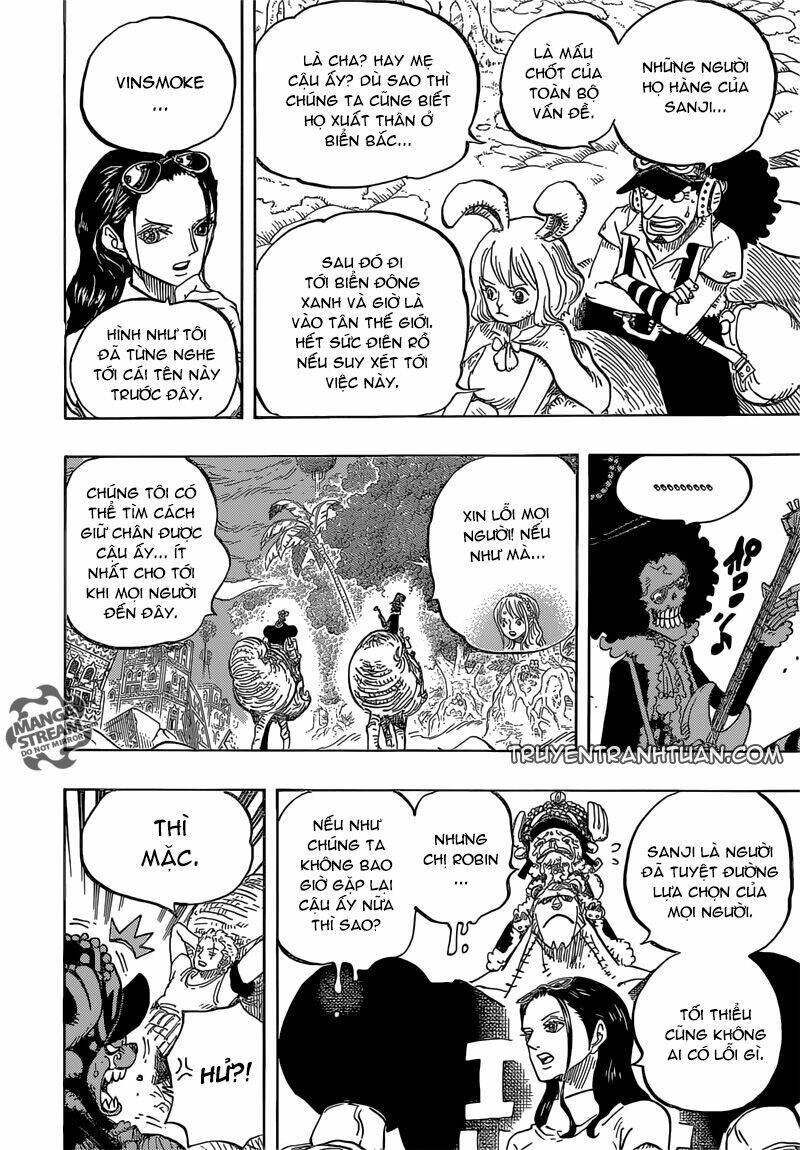 NHỮNG NGƯỜI
HỌ HÀNG CỦA
SANJI...
LÀ MẤU
CHỐT CỦA
TOÀN BỘ
VẤN ĐỀ.
LÀ CHA? HAY MẸ
CẬU ẤY? DÙ SAO THÌ
CHÚNG TA CŨNG BIẾT
HỌ XUẤT THÂN Ở
BIỂN BẮC...
SAU ĐÓ ĐI
TỚI BIỂN ĐÔNG
XANH VÀ GIỜ LÀ
VÀO TÂN THẾ GIỚI.
HẾT SỨC ĐIÊN RỒ
NẾU SUY XÉT TỚI
VIỆC NÀY.
VINSMOKE
...
HÌNH NHƯ TÔI
ĐÃ TỪNG NGHE
TỚI CÁI TÊN NÀY
TRƯỚC ĐÂY.
XIN LỖI MỌI
NGƯỜI! NẾU
NHƯ MÀ...
CHÚNG TÔI CÓ
THỂ TÌM CÁCH
GIỮ CHÂN ĐƯỢC
CẬU ẤY... ÍT
NHẤT CHO TỚI
KHI MỌI NGƯỜI
ĐẾN ĐÂY.
MANGA
STREAM
DO NOT MIRROR
TRUYENTRANHTUAN.COM
SANJI LÀ NGƯỜI
ĐÃ TUYỆT ĐƯỜNG
LỰA CHỌN CỦA
MỌI NGƯỜI.
TỐI THIỂU
CŨNG KHÔNG
AI CÓ LỖI GÌ.
NHƯNG
CHỊ ROBIN
...
NẾU NHƯ
CHÚNG TA
KHÔNG BAO
GIỜ GẶP LẠI
CẬU ẤY NỮA
THÌ SAO?
THÌ
MẶC.
HỬ?!